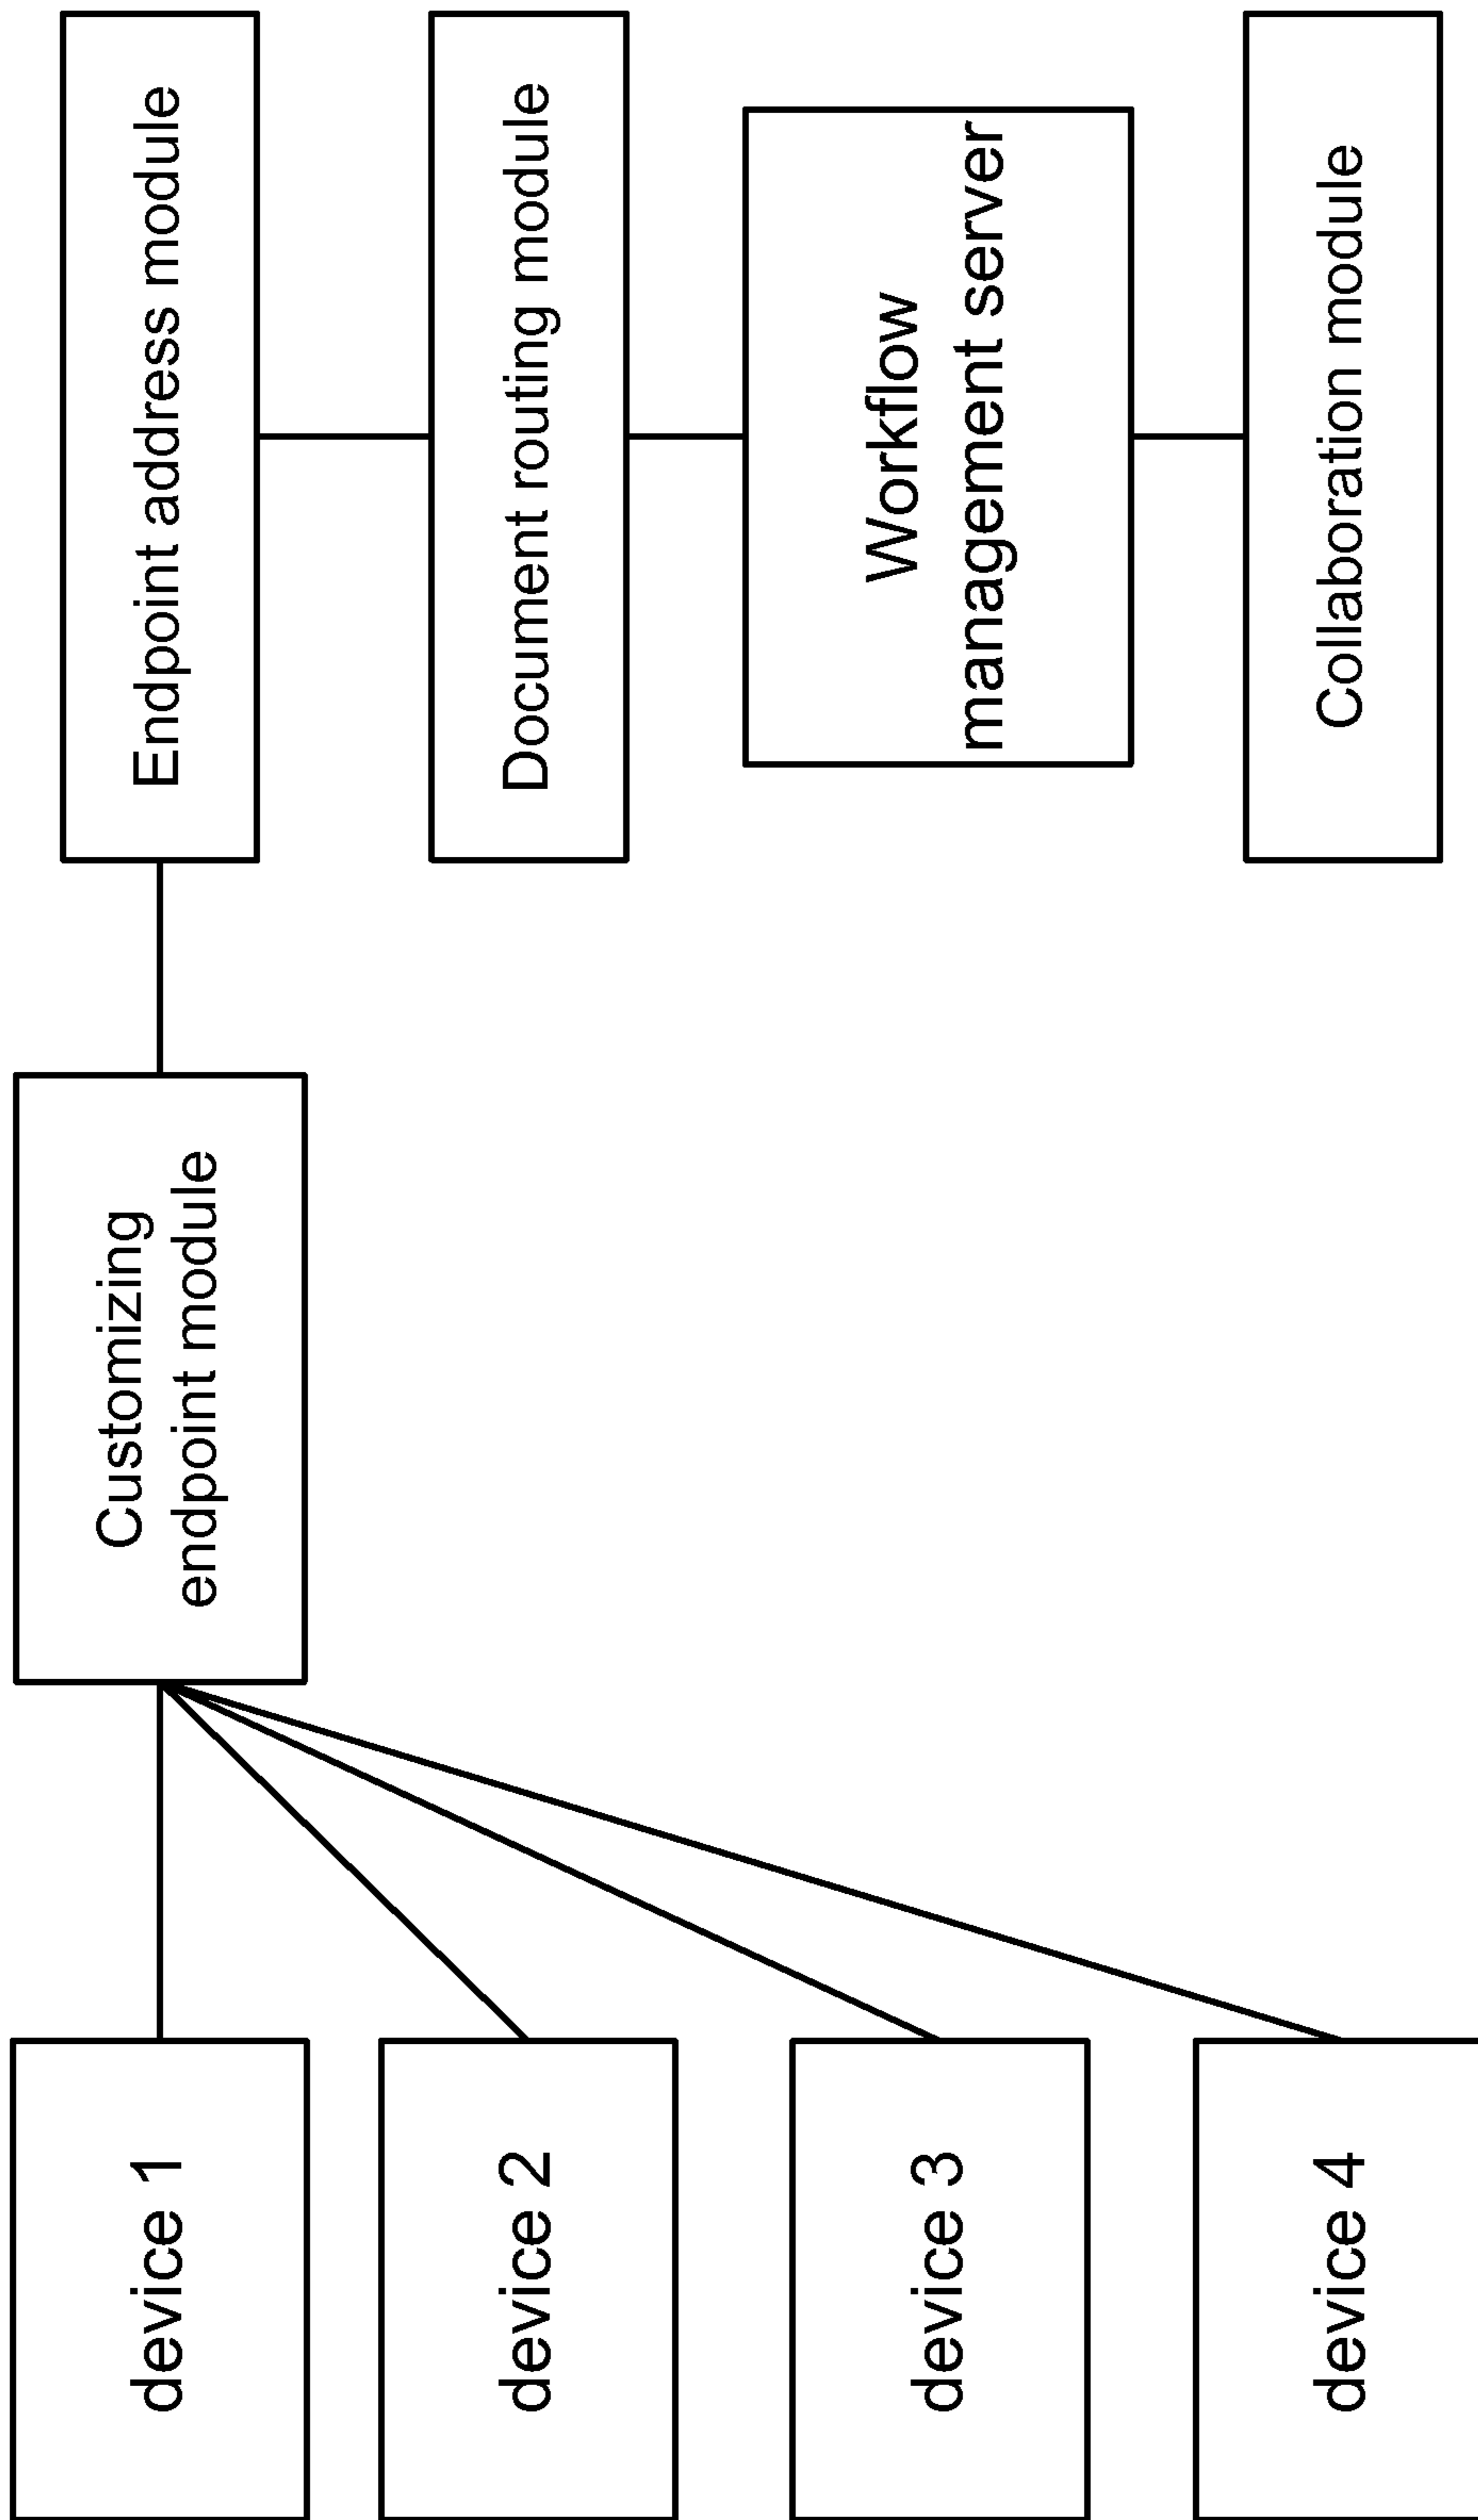 Endpoint address module
Document routing module
Workflow
management server
Collaboration module
Customizing
endpoint module
device 1
device 2
device 3
device 4